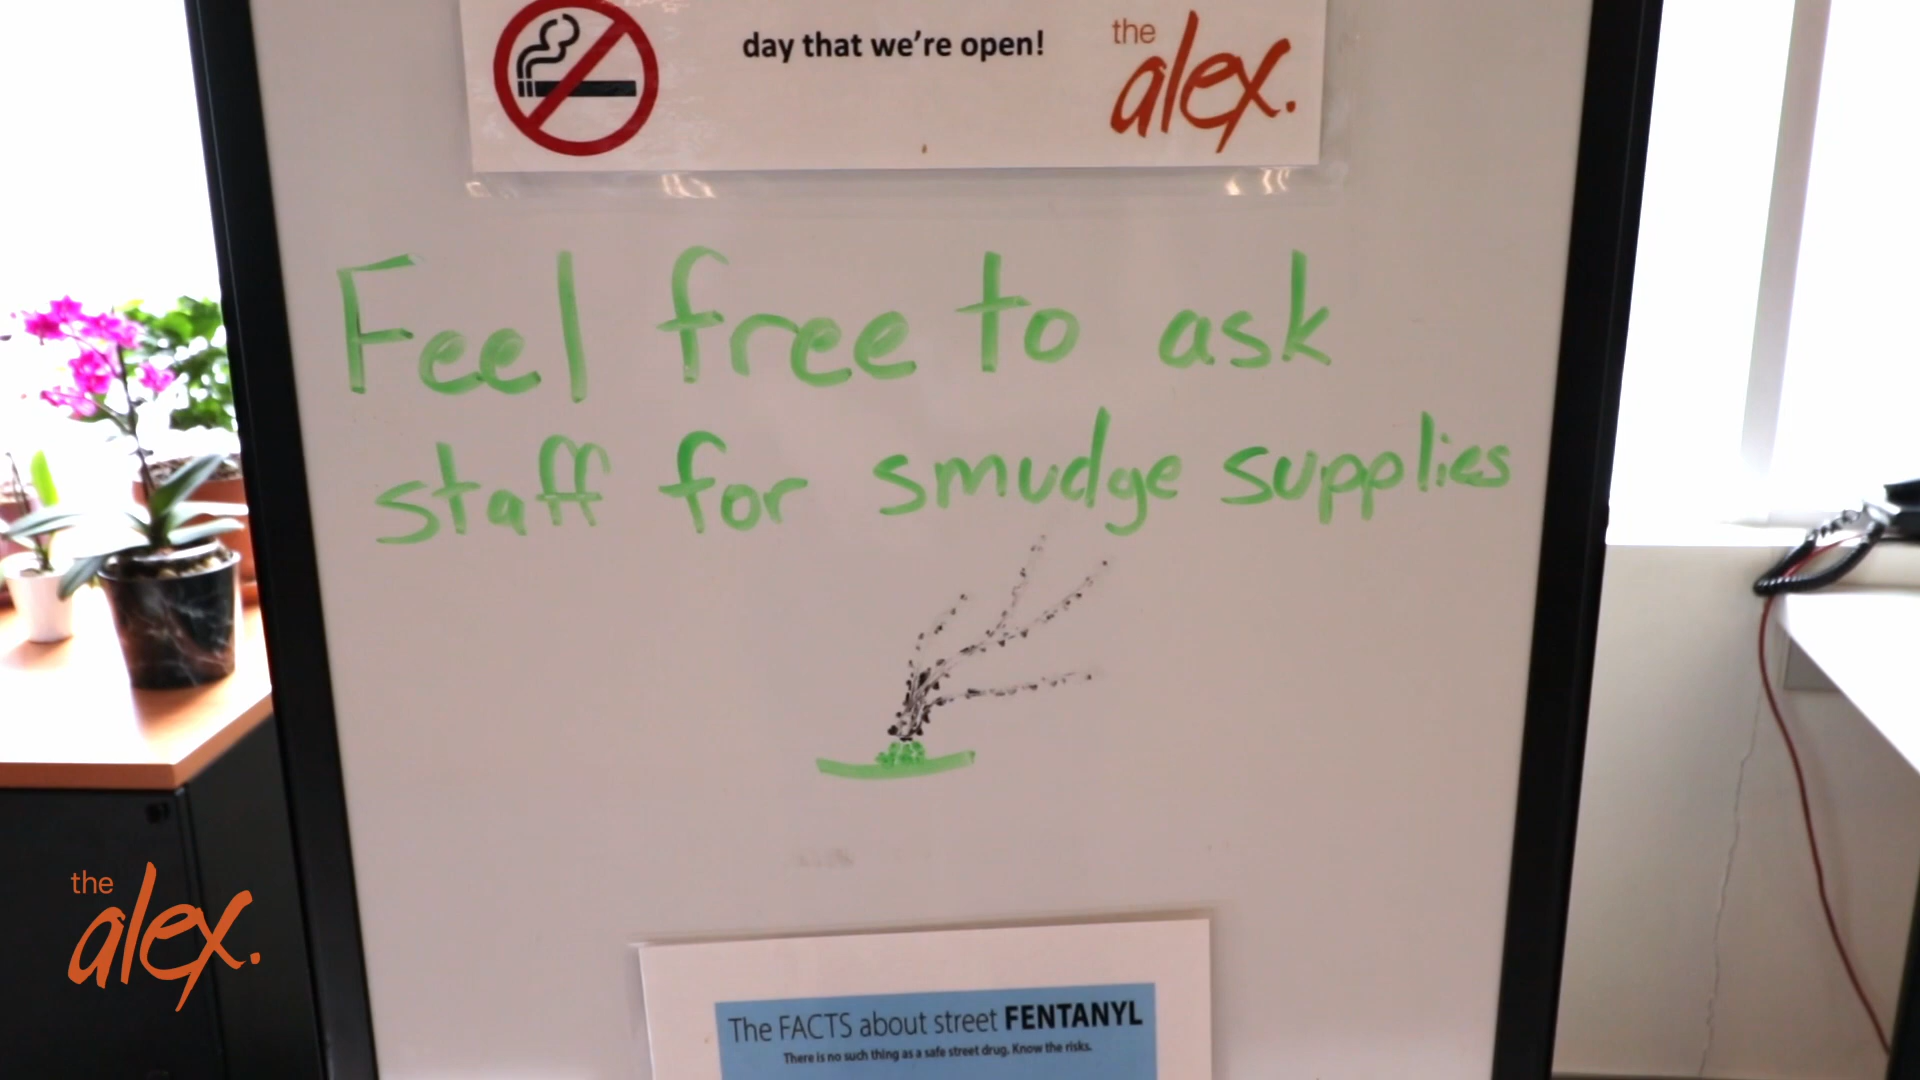 day that we're open!
the
alex.
Feel free to ask
staff for smudge supplies
the
alex.
The FACTS about street FENTANYL
There is no such thing as a safe street drug. Know the risks.